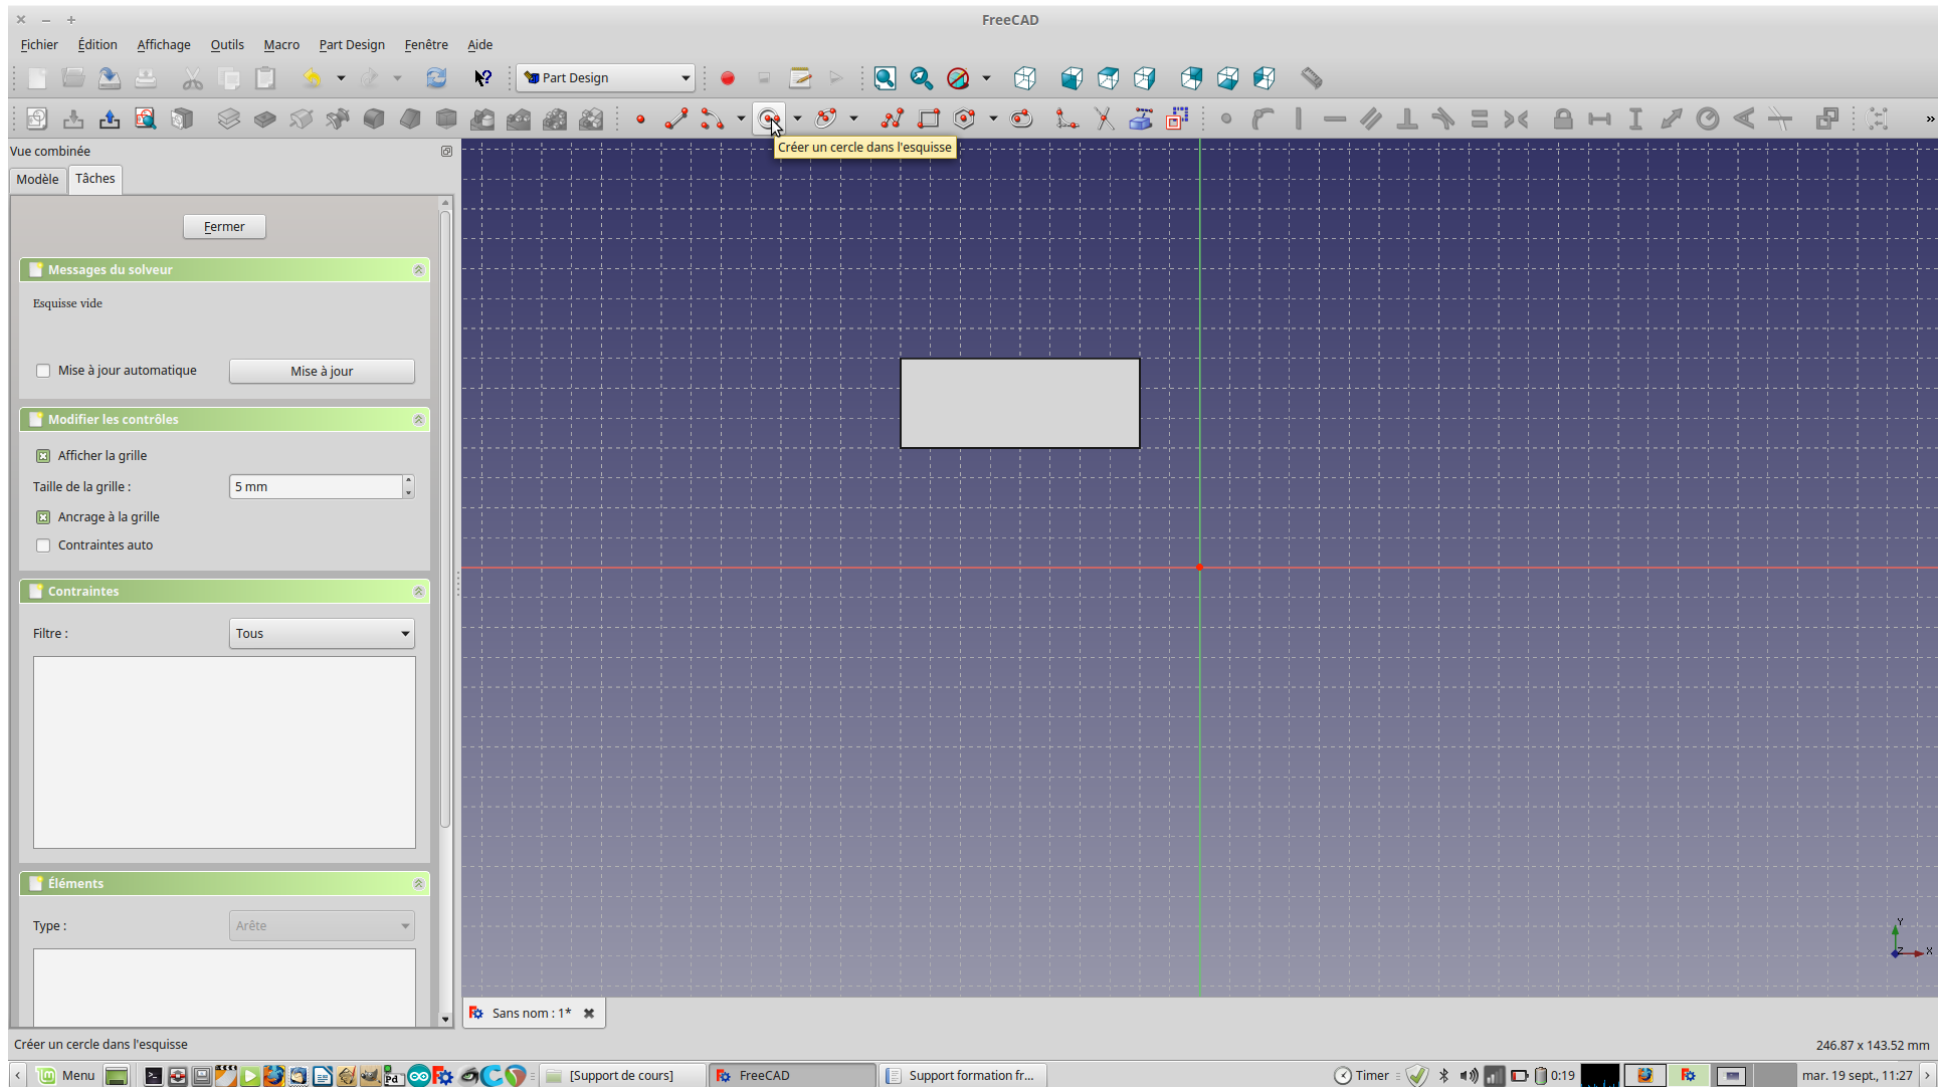 FreeCAD
Fichier Édition Affichage Outils Macro Part Design Fenêtre Aide
Part Design
Créer un cercle dans l'esquisse
Vue combinée
Modèle Tâches
Fermer
Messages du solveur
Esquisse vide
Mise à jour automatique Mise à jour
Modifier les contrôles
Afficher la grille
Taille de la grille : 5 mm
Ancrage à la grille
Contraintes auto
Contraintes
Filtre : Tous
Éléments
Type : Arête
Y
Z X
Sans nom : 1*
Créer un cercle dans l'esquisse 246.87 x 143.52 mm
Menu Pd [Support de cours] FreeCAD Support formation fr... Timer 0:19 mar. 19 sept., 11:27